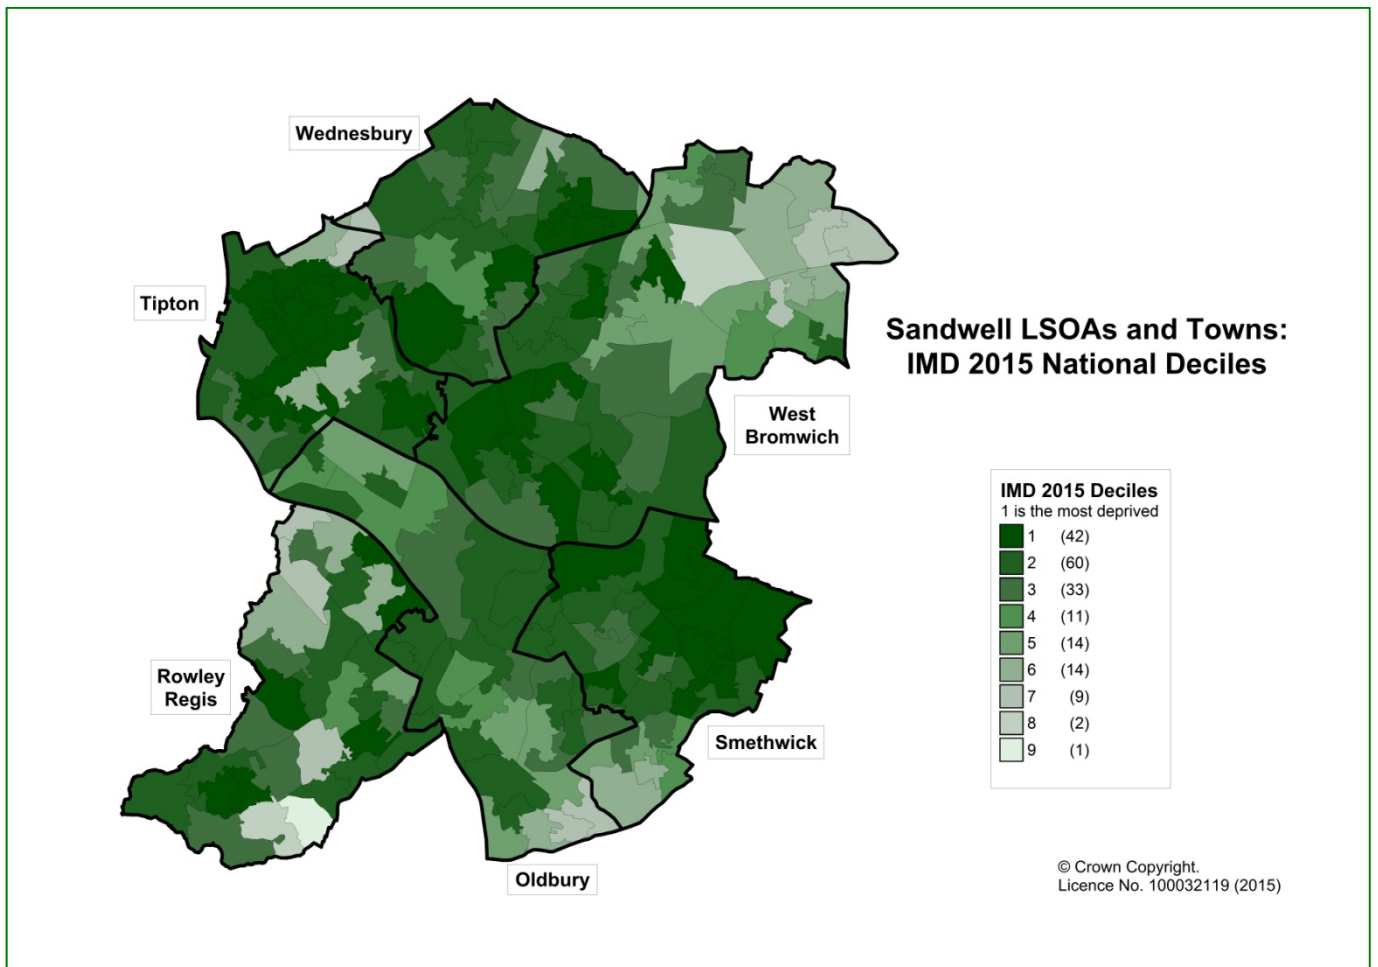 Wednesbury
Tipton
Sandwell LSOAs and Towns:
IMD 2015 National Deciles
West
Bromwich
IMD 2015 Deciles
1 is the most deprived
1 (42)
2 (60)
3 (33)
4 (11)
5 (14)
6 (14)
7 (9)
8 (2)
9 (1)
Rowley
Regis
Smethwick
Oldbury
© Crown Copyright.
Licence No. 100032119 (2015)